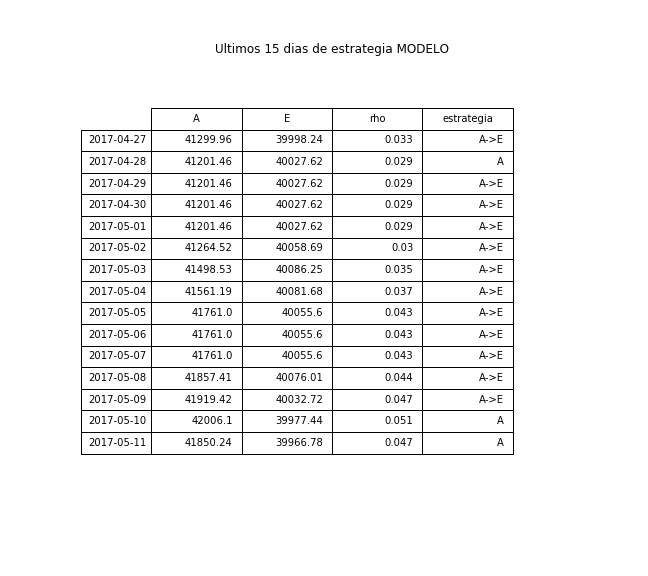 Ultimos 15 dias de estrategia MODELO
A E rho estrategia
2017-04-27 41299.96 39998.24 0.033 A->E
2017-04-28 41201.46 40027.62 0.029 A
2017-04-29 41201.46 40027.62 0.029 A->E
2017-04-30 41201.46 40027.62 0.029 A->E
2017-05-01 41201.46 40027.62 0.029 A->E
2017-05-02 41264.52 40058.69 0.03 A->E
2017-05-03 41498.53 40086.25 0.035 A->E
2017-05-04 41561.19 40081.68 0.037 A->E
2017-05-05 41761.0 40055.6 0.043 A->E
2017-05-06 41761.0 40055.6 0.043 A->E
2017-05-07 41761.0 40055.6 0.043 A->E
2017-05-08 41857.41 40076.01 0.044 A->E
2017-05-09 41919.42 40032.72 0.047 A->E
2017-05-10 42006.1 39977.44 0.051 A
2017-05-11 41850.24 39966.78 0.047 A